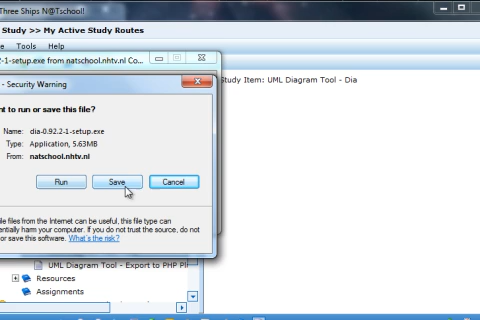 Three Ships N@Tschool!
Study >> My Active Study Routes
Tools Help
2-1-setup.exe from natschool.nhtv.nl Co...
- Security Warning
Study Item: UML Diagram Tool - Dia
nt to run or save this file?
Name: dia-0.92.2-1-setup.exe
Type: Application, 5.63MB
From: natschool.nhtv.nl
Run Save Cancel
ile files from the Internet can be useful, this file type can
entially harm your computer. If you do not trust the source, do not
or save this software. What's the risk?
UML Diagram Tool - Export to PHP Pl
Resources
Assignments